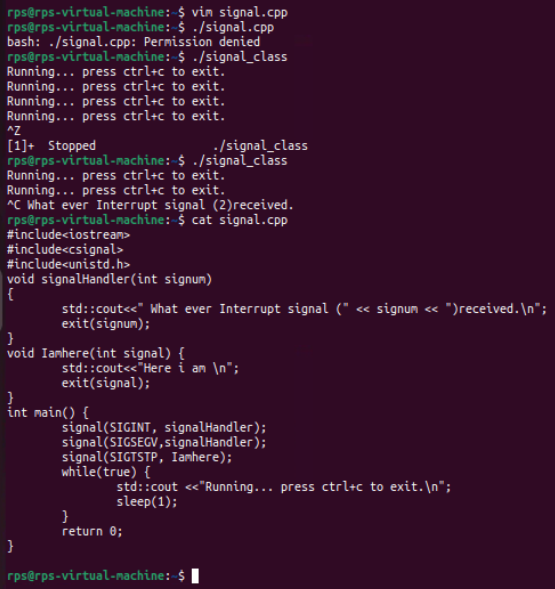 rps@rps-virtual-machine:~$ vim signal.cpp
rps@rps-virtual-machine:~$ ./signal.cpp
bash: ./signal.cpp: Permission denied
rps@rps-virtual-machine:~$ ./signal_class
Running... press ctrl+c to exit.
Running... press ctrl+c to exit.
Running... press ctrl+c to exit.
Running... press ctrl+c to exit.
^Z
[1]+  Stopped                 ./signal_class
rps@rps-virtual-machine:~$ ./signal_class
Running... press ctrl+c to exit.
Running... press ctrl+c to exit.
^C What ever Interrupt signal (2)received.
rps@rps-virtual-machine:~$ cat signal.cpp
#include<iostream>
#include<csignal>
#include<unistd.h>
void signalHandler(int signum)
{
        std::cout<<" What ever Interrupt signal (" << signum << ")received.\n";
        exit(signum);
}
void Iamhere(int signal) {
        std::cout<<"Here i am \n";
        exit(signal);
}
int main() {
        signal(SIGINT, signalHandler);
        signal(SIGSEGV,signalHandler);
        signal(SIGTSTP, Iamhere);
        while(true) {
                std::cout <<"Running... press ctrl+c to exit.\n";
                sleep(1);
        }
        return 0;
}
rps@rps-virtual-machine:~$